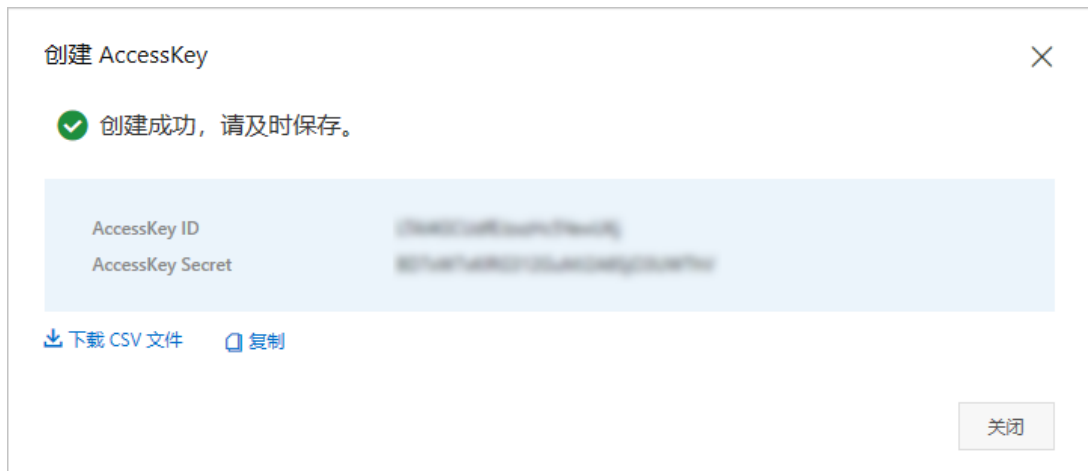 创建 AccessKey
创建成功，请及时保存。
AccessKey ID
AccessKey Secret
下载 CSV 文件 复制
关闭